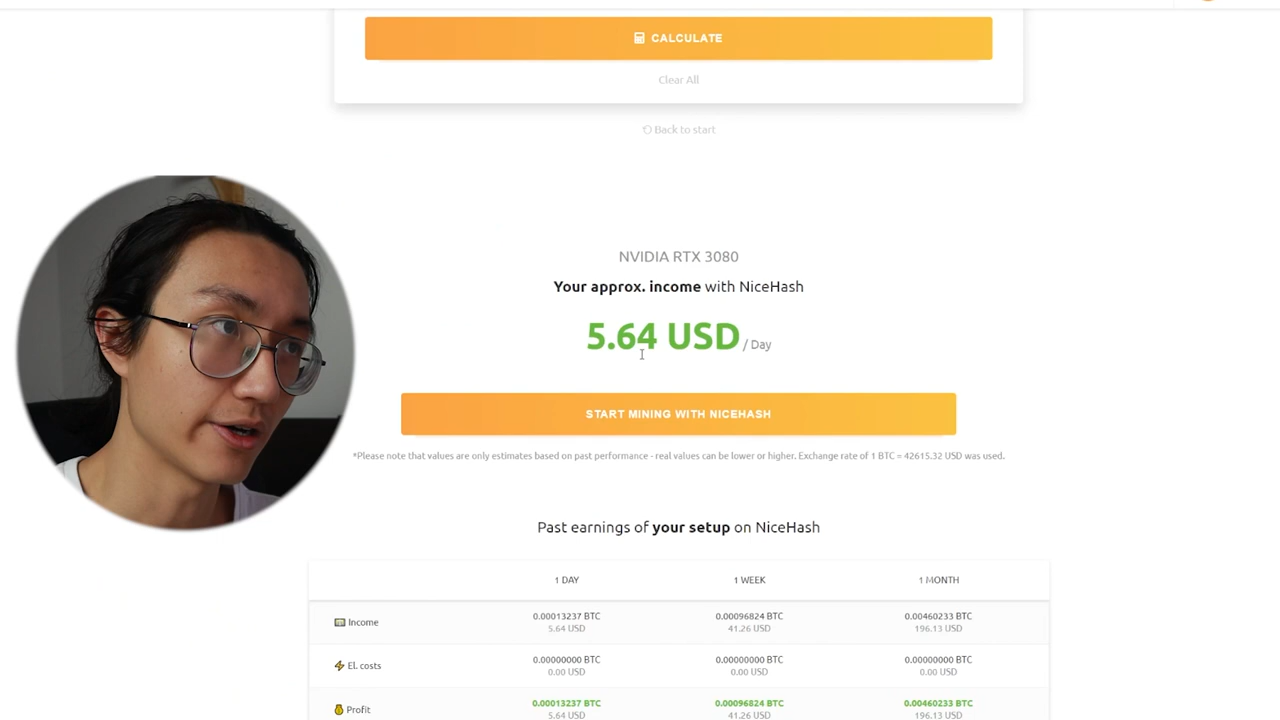 CALCULATE
Clear All
Back to start
NVIDIA RTX 3080
Your approx. income with NiceHash
5.64 USD / Day
START MINING WITH NICEHASH
*Please note that values are only estimates based on past performance - real values can be lower or higher. Exchange rate of 1 BTC = 42615.32 USD was used.
Past earnings of your setup on NiceHash
1 DAY 1 WEEK 1 MONTH
Income 0.00013237 BTC 0.00096824 BTC 0.00460233 BTC
5.64 USD 41.26 USD 196.13 USD
El. costs 0.00000000 BTC 0.00000000 BTC 0.00000000 BTC
0.00 USD 0.00 USD 0.00 USD
Profit 0.00013237 BTC 0.00096824 BTC 0.00460233 BTC
5.64 USD 41.26 USD 196.13 USD